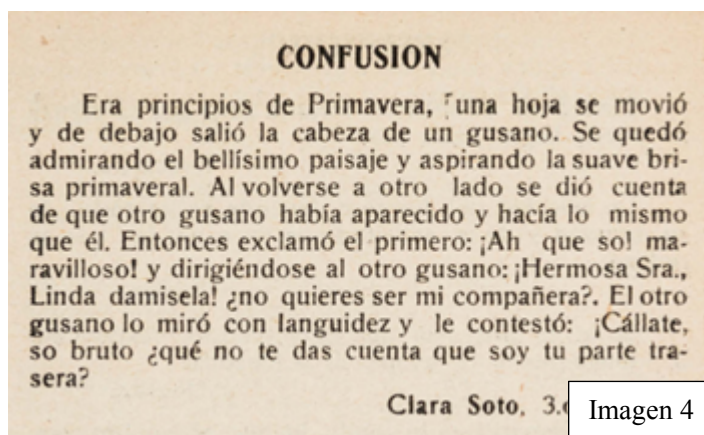 CONFUSION
Era principios de Primavera, una hoja se movió
y de debajo salió la cabeza de un gusano. Se quedó
admirando el bellísimo paisaje y aspirando la suave bri-
sa primaveral. Al volverse a otro lado se dió cuenta
de que otro gusano había aparecido y hacía lo mismo
que él. Entonces exclamó el primero: ¡Ah que sol ma-
ravilloso! y dirigiéndose al otro gusano: ¡Hermosa Sra.,
Linda damisela! ¿no quieres ser mi compañera?. El otro
gusano lo miró con languidez y le contestó: ¡Cállate,
so bruto ¿qué no te das cuenta que soy tu parte tra-
sera?
Clara Soto, 3.
Imagen 4